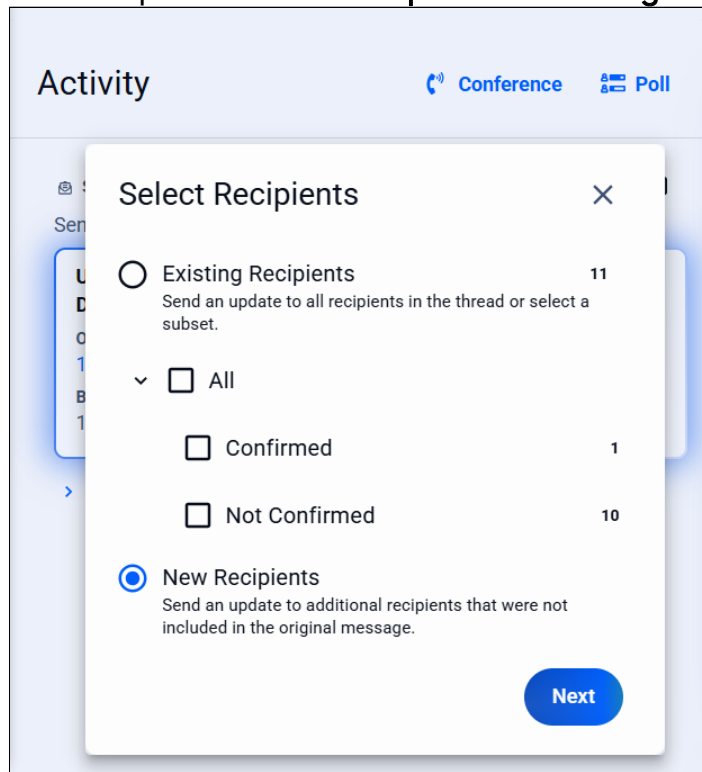 Activity
Conference
Poll
Select Recipients
Existing Recipients 11
Send an update to all recipients in the thread or select a
subset.
All
Confirmed 1
Not Confirmed 10
New Recipients
Send an update to additional recipients that were not
included in the original message.
Next